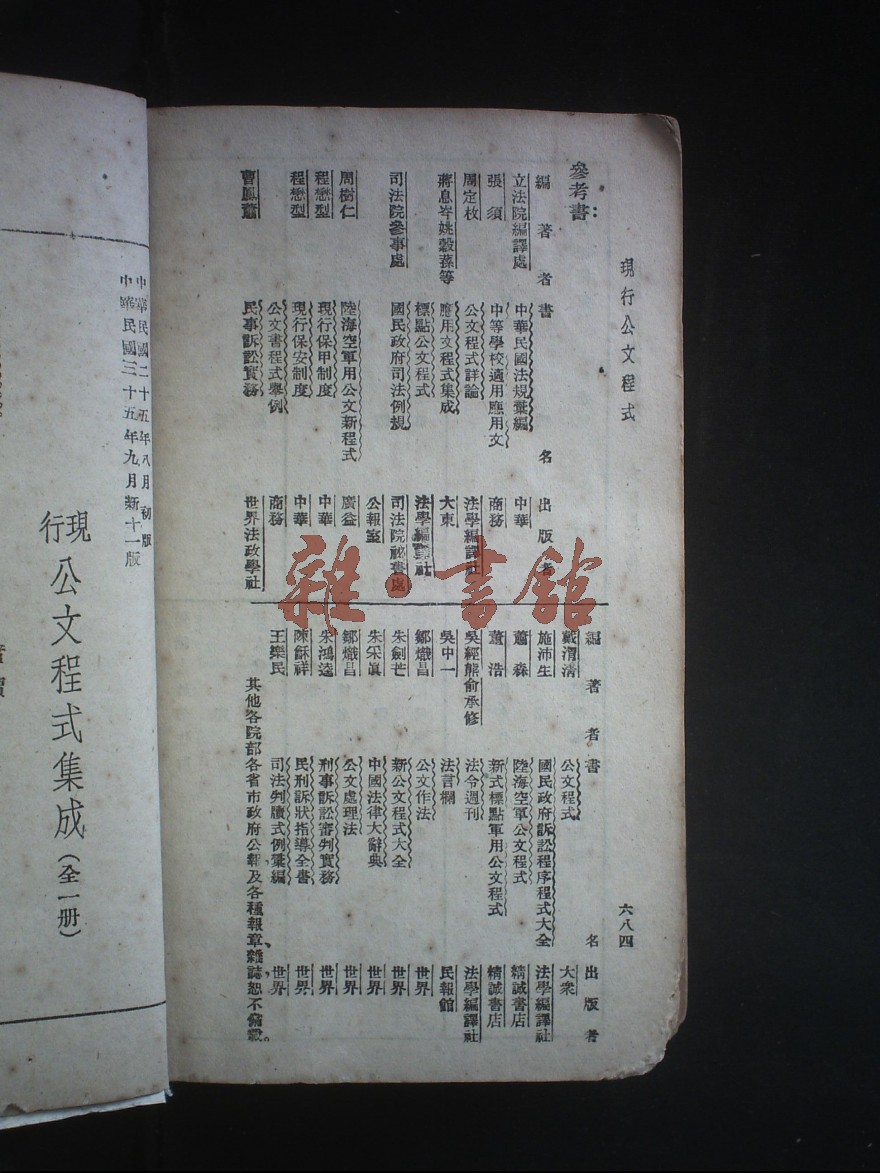 現行公文程式 六八四
參考書：
編著者 書名 出版者
立法院編譯處 中華民國法規彙編 中華
張須 中等學校適用應用文 商務
周定枚 公文程式詳論 法學編譯社
蔣息岑姚穀蓀等 應用文程式集成 大東
標點公文程式 法學編譯社
司法院參事處 國民政府司法例規 司法院祕書處
公報室
周樹仁 陸海空軍用公文新程式 廣益
程懋型 現行保甲制度 中華
程懋型 現行保安制度 中華
公文書程式舉例 商務
曹鳳蕭 民事訴訟實務 世界法政學社
編著者 書名 出版者
戴渭清 公文程式 大衆
施沛生 國民政府訴訟程序程式大全 法學編譯社
蕭森 陸海空軍公文程式 精誠書店
董浩 新式標點軍用公文程式 精誠書店
吳經熊俞承修 法令週刊 法學編譯社
吳中一 法言欄 民報館
鄒熾昌 公文作法 世界
朱劍芒 新公文程式大全 世界
朱采眞 中國法律大辭典 世界
鄒熾昌 公文處理法 世界
朱鴻逵 刑事訴訟審判實務 世界
陳穌祥 民刑訴狀指導全書 世界
王樂民 司法判牘式例彙編 世界
其他各院部各省市政府公報及各種報章雜誌恕不備載。
雜·書館
中華民國二十五年八月初版
中華民國三十五年九月新十一版
現行公文程式集成（全一册）